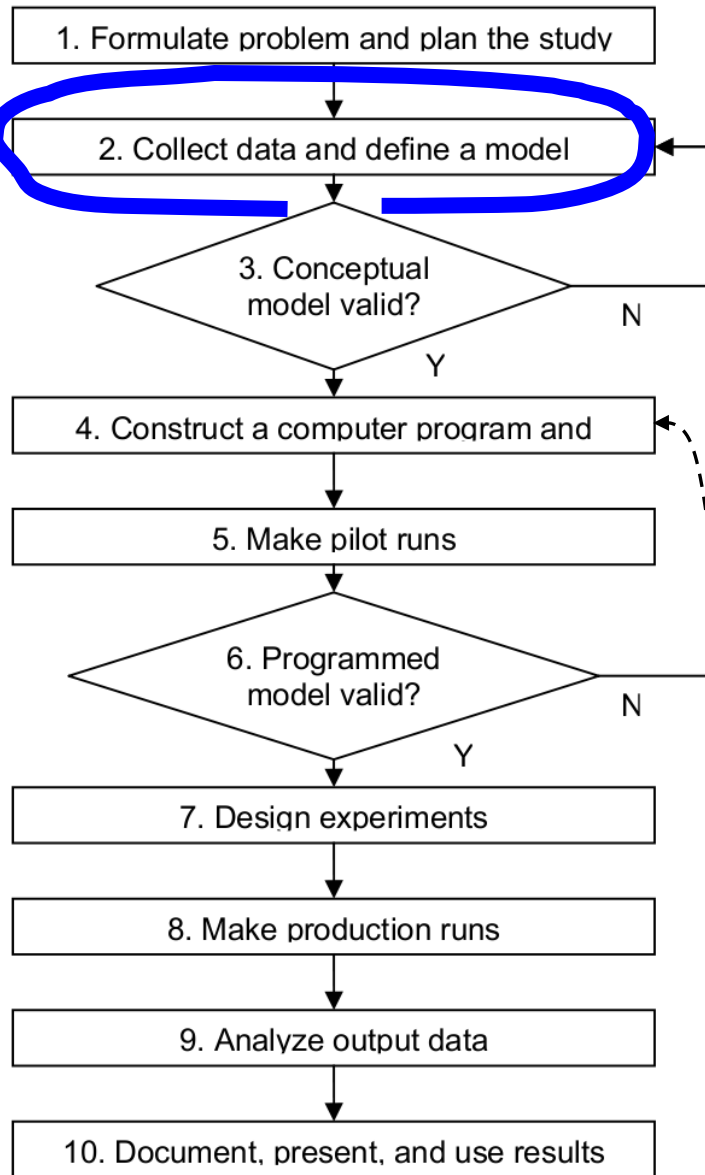 1. Formulate problem and plan the study
2. Collect data and define a model
3. Conceptual
model valid?
N
Y
4. Construct a computer program and
5. Make pilot runs
6. Programmed
model valid?
N
Y
7. Design experiments
8. Make production runs
9. Analyze output data
10. Document, present, and use results